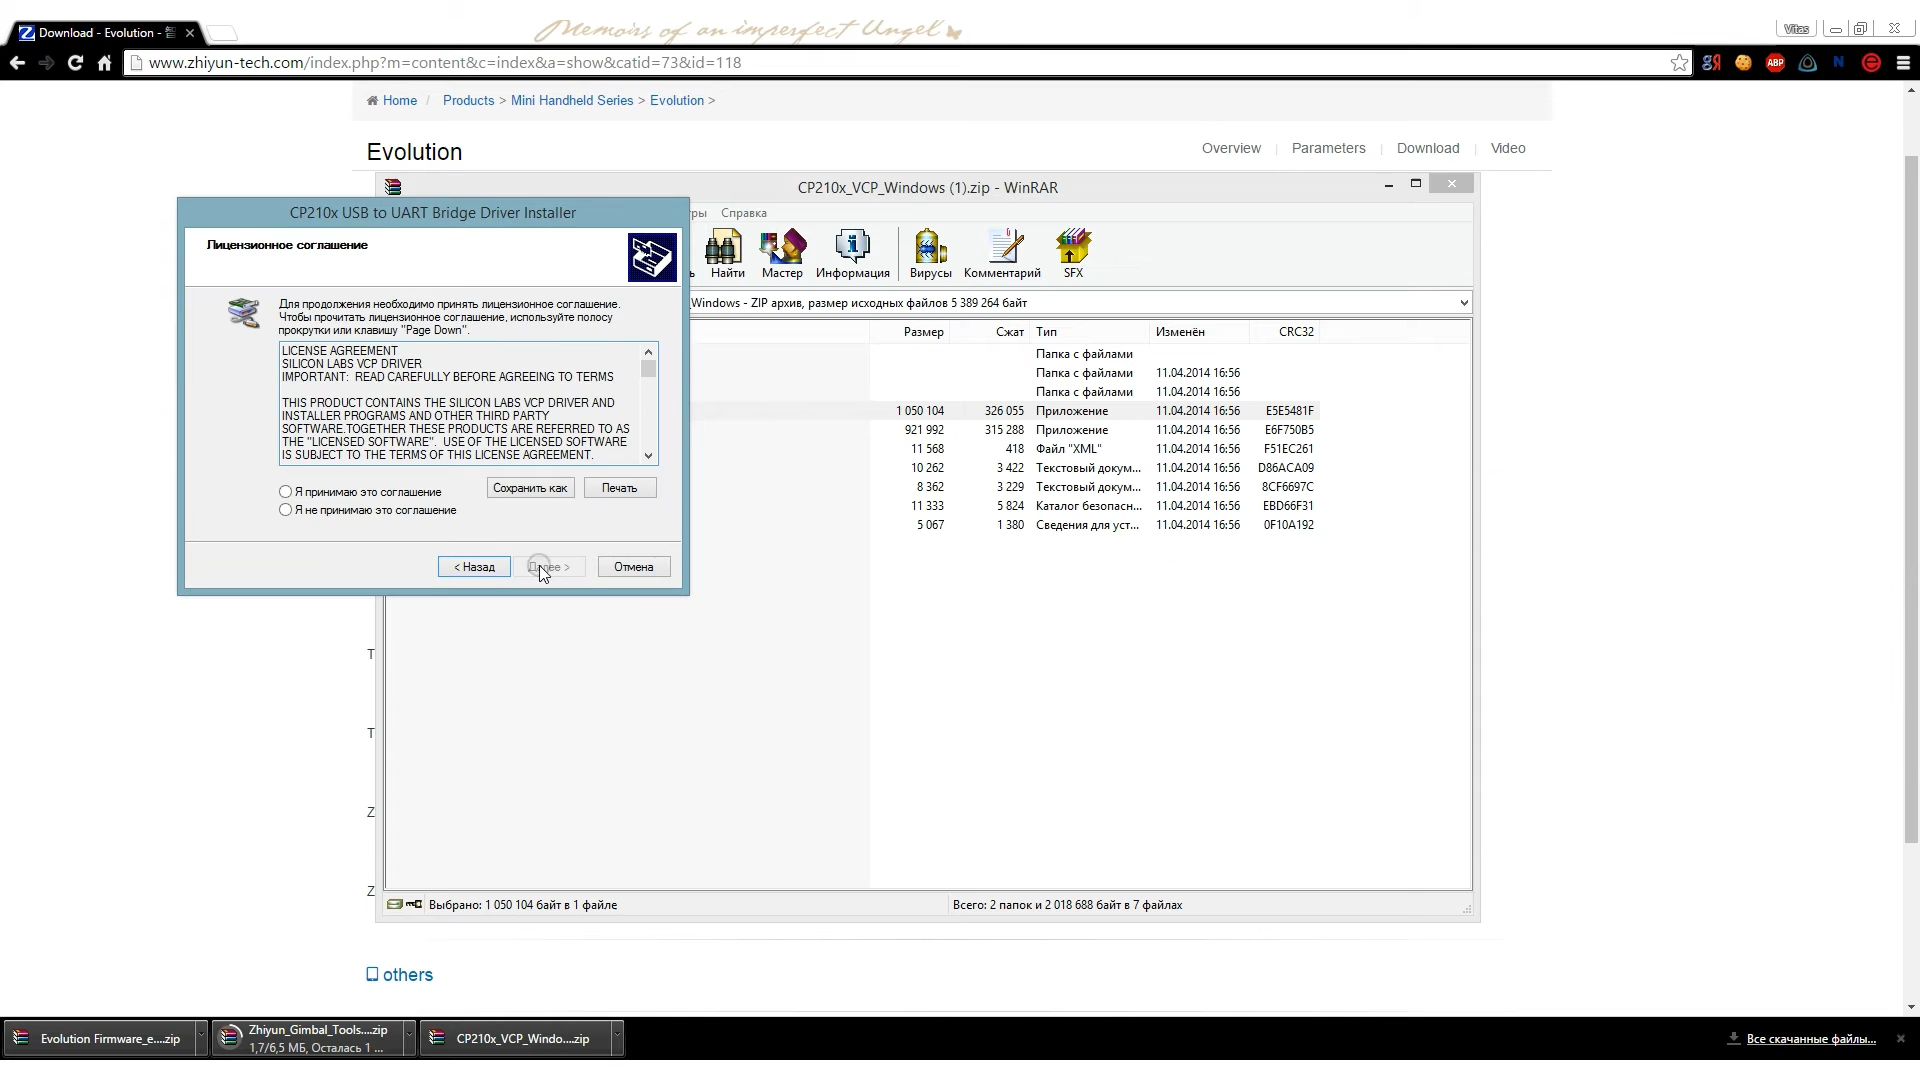 Download - Evolution - 智
Memoirs of an imperfect Angel
Vitas
www.zhiyun-tech.com/index.php?m=content&c=index&a=show&catid=73&id=118
ABP
Home / Products > Mini Handheld Series > Evolution >
Evolution
Overview | Parameters | Download | Video
CP210x_VCP_Windows (1).zip - WinRAR
CP210x USB to UART Bridge Driver Installer
ры Справка
Лицензионное соглашение
ь Найти Мастер Информация Вирусы Комментарий SFX
Для продолжения необходимо принять лицензионное соглашение.
Чтобы прочитать лицензионное соглашение, используйте полосу
прокрутки или клавишу "Page Down".
_Windows - ZIP архив, размер исходных файлов 5 389 264 байт
Размер Сжат Тип Изменён CRC32
LICENSE AGREEMENT
SILICON LABS VCP DRIVER
IMPORTANT: READ CAREFULLY BEFORE AGREEING TO TERMS
THIS PRODUCT CONTAINS THE SILICON LABS VCP DRIVER AND
INSTALLER PROGRAMS AND OTHER THIRD PARTY
SOFTWARE.TOGETHER THESE PRODUCTS ARE REFERRED TO AS
THE "LICENSED SOFTWARE". USE OF THE LICENSED SOFTWARE
IS SUBJECT TO THE TERMS OF THIS LICENSE AGREEMENT.
Папка с файлами
Папка с файлами 11.04.2014 16:56
Папка с файлами 11.04.2014 16:56
1 050 104 326 055 Приложение 11.04.2014 16:56 E5E5481F
921 992 315 288 Приложение 11.04.2014 16:56 E6F750B5
11 568 418 Файл "XML" 11.04.2014 16:56 F51EC261
10 262 3 422 Текстовый докум... 11.04.2014 16:56 D86ACA09
8 362 3 229 Текстовый докум... 11.04.2014 16:56 8CF6697C
11 333 5 824 Каталог безопасн... 11.04.2014 16:56 EBD66F31
5 067 1 380 Сведения для уст... 11.04.2014 16:56 0F10A192
Я принимаю это соглашение
Сохранить как Печать
Я не принимаю это соглашение
< Назад Далее > Отмена
T
T
Z
Z
Выбрано: 1 050 104 байт в 1 файле
Всего: 2 папок и 2 018 688 байт в 7 файлах
others
Evolution Firmware_e....zip
Zhiyun_Gimbal_Tools....zip
1,7/6,5 МБ, Осталась 1 ...
CP210x_VCP_Windo....zip
Все скачанные файлы...